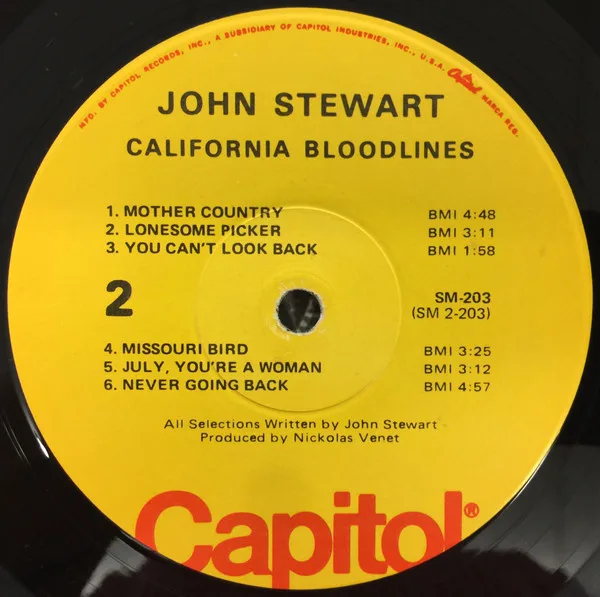 MFD. BY CAPITOL RECORDS, INC., A SUBSIDIARY OF CAPITOL INDUSTRIES, INC., U.S.A. Capitol MARCA REG.
JOHN STEWART
CALIFORNIA BLOODLINES
1. MOTHER COUNTRY BMI 4:48
2. LONESOME PICKER BMI 3:11
3. YOU CAN'T LOOK BACK BMI 1:58
2 SM-203
(SM 2-203)
4. MISSOURI BIRD BMI 3:25
5. JULY, YOU'RE A WOMAN BMI 3:12
6. NEVER GOING BACK BMI 4:57
All Selections Written by John Stewart
Produced by Nickolas Venet
Capitol®